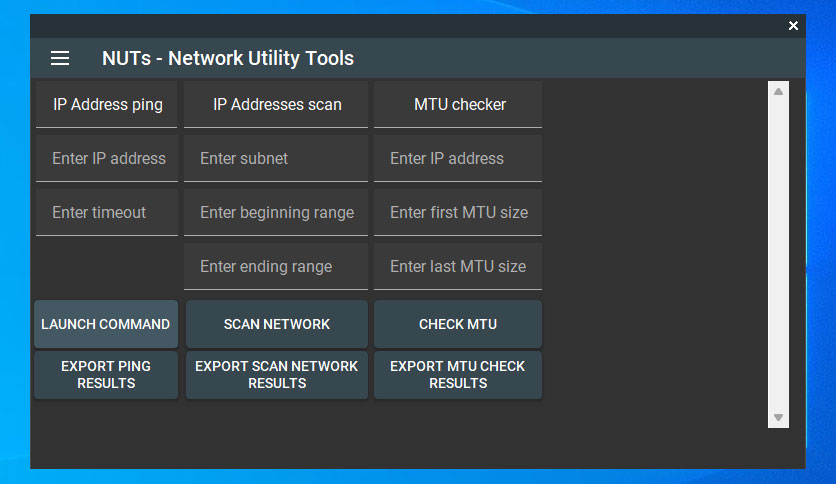 NUTs - Network Utility Tools
IP Address ping
IP Addresses scan
MTU checker
Enter IP address
Enter subnet
Enter IP address
Enter timeout
Enter beginning range
Enter first MTU size
Enter ending range
Enter last MTU size
LAUNCH COMMAND
SCAN NETWORK
CHECK MTU
EXPORT PING
RESULTS
EXPORT SCAN NETWORK
RESULTS
EXPORT MTU CHECK
RESULTS